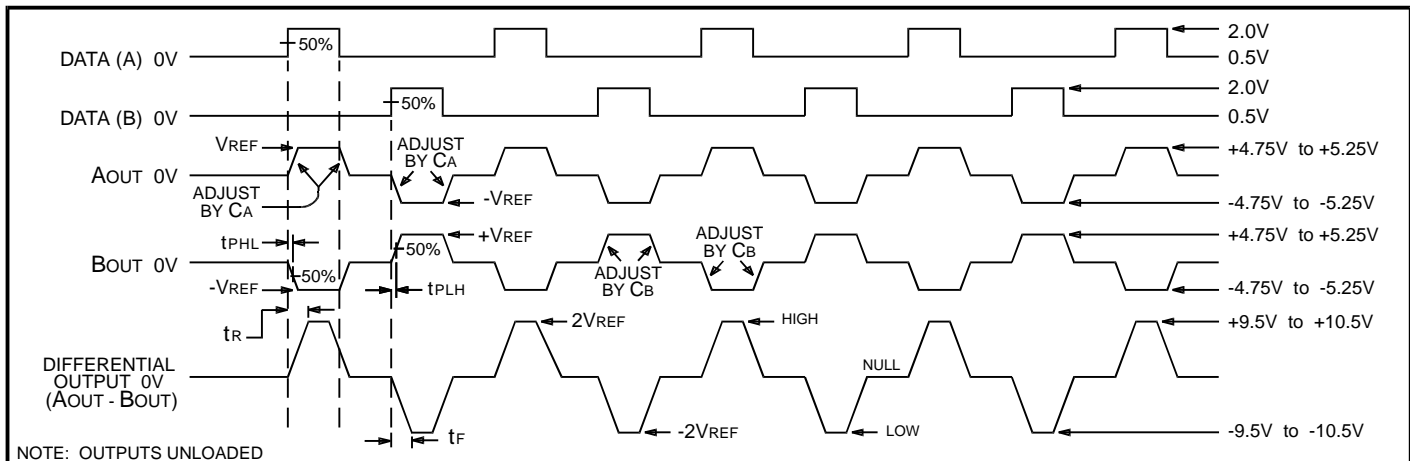 50%
2.0V
DATA (A) 0V
0.5V
50%
2.0V
DATA (B) 0V
0.5V
VREF
ADJUST
BY CA
+4.75V to +5.25V
AOUT 0V
ADJUST
BY CA
-VREF
-4.75V to -5.25V
tPHL
+VREF
ADJUST
BY CB
+4.75V to +5.25V
50%
BOUT 0V
50%
ADJUST
BY CB
-VREF
tPLH
-4.75V to -5.25V
tR
2VREF
HIGH
+9.5V to +10.5V
DIFFERENTIAL
OUTPUT 0V
(AOUT - BOUT)
NULL
tF
-2VREF
LOW
-9.5V to -10.5V
NOTE: OUTPUTS UNLOADED